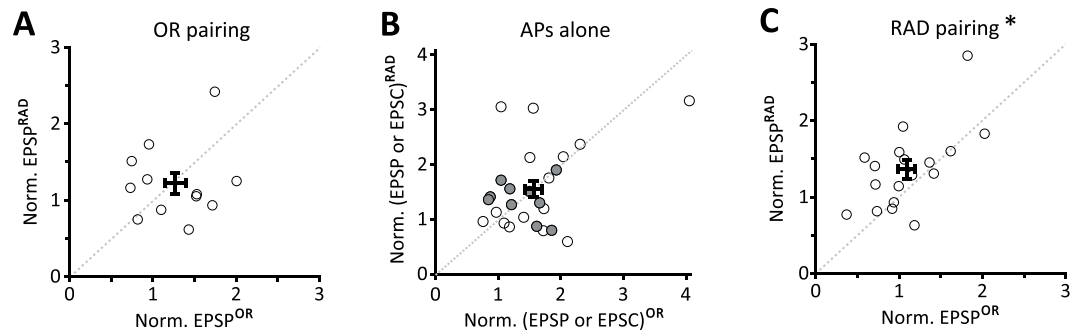 A
OR pairing
3
2
1
0
0 1 2 3
Norm. EPSP^RAD
Norm. EPSP^OR
B
APs alone
4
3
2
1
0
0 1 2 3 4
Norm. (EPSP or EPSC)^RAD
Norm. (EPSP or EPSC)^OR
C
RAD pairing *
3
2
1
0
0 1 2 3
Norm. EPSP^RAD
Norm. EPSP^OR